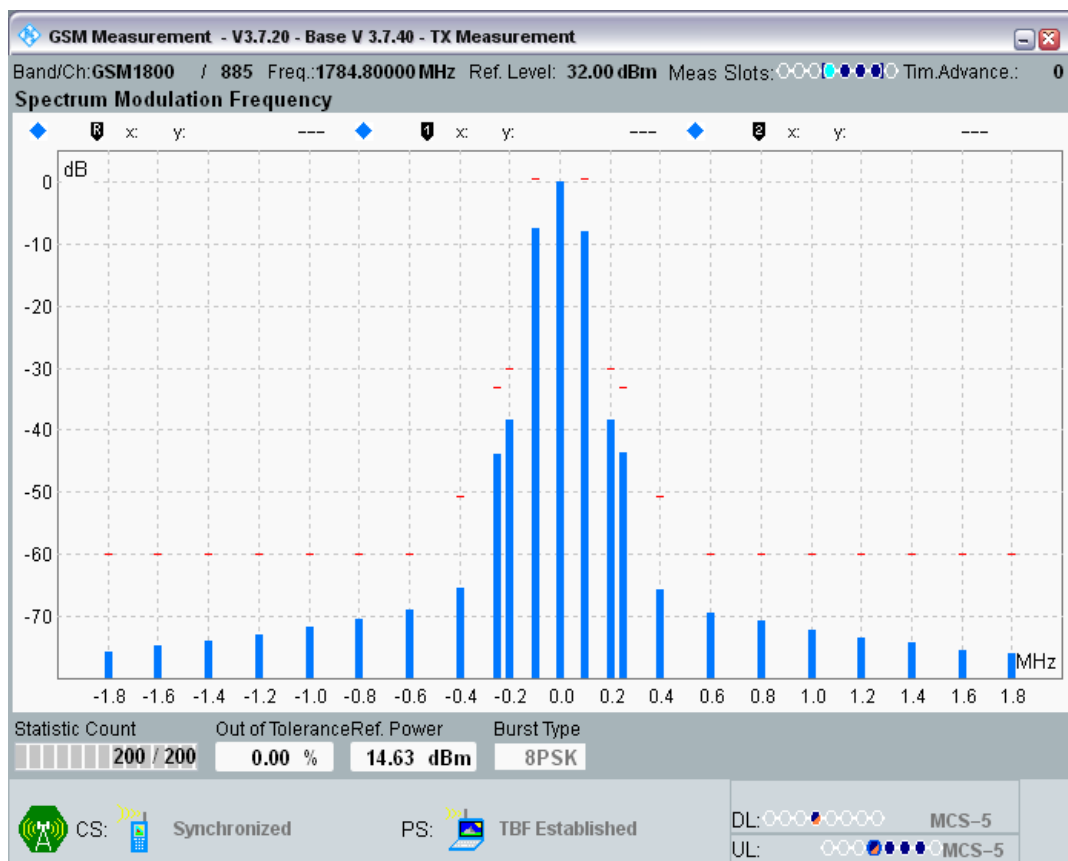 GSM Measurement - V3.7.20 - Base V 3.7.40 - TX Measurement
Band/Ch:GSM1800 / 885 Freq.:1784.80000 MHz Ref. Level: 32.00 dBm Meas Slots: Tim.Advance.: 0
Spectrum Modulation Frequency
R x: y: --- 1 x: y: --- 2 x: y: ---
dB
0
-10
-20
-30
-40
-50
-60
-70
MHz
-1.8 -1.6 -1.4 -1.2 -1.0 -0.8 -0.6 -0.4 -0.2 0.0 0.2 0.4 0.6 0.8 1.0 1.2 1.4 1.6 1.8
Statistic Count Out of Tolerance Ref. Power Burst Type
200 / 200 0.00 % 14.63 dBm 8PSK
CS: Synchronized PS: TBF Established
DL: MCS-5
UL: MCS-5